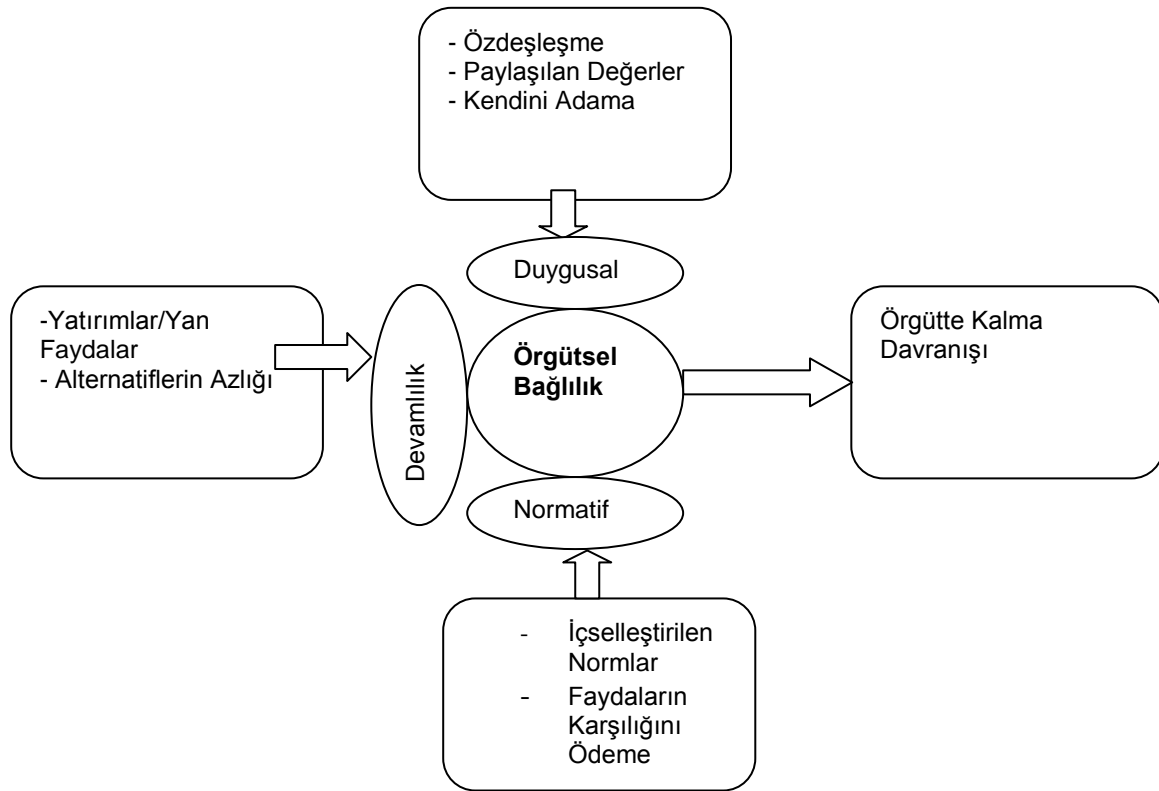 - Özdeşleşme
- Paylaşılan Değerler
- Kendini Adama
Duygusal
-Yatırımlar/Yan
Faydalar
- Alternatiflerin Azlığı
Devamlılık
Örgütsel
Bağlılık
Örgütte Kalma
Davranışı
Normatif
- İçselleştirilen
Normlar
- Faydaların
Karşılığını
Ödeme